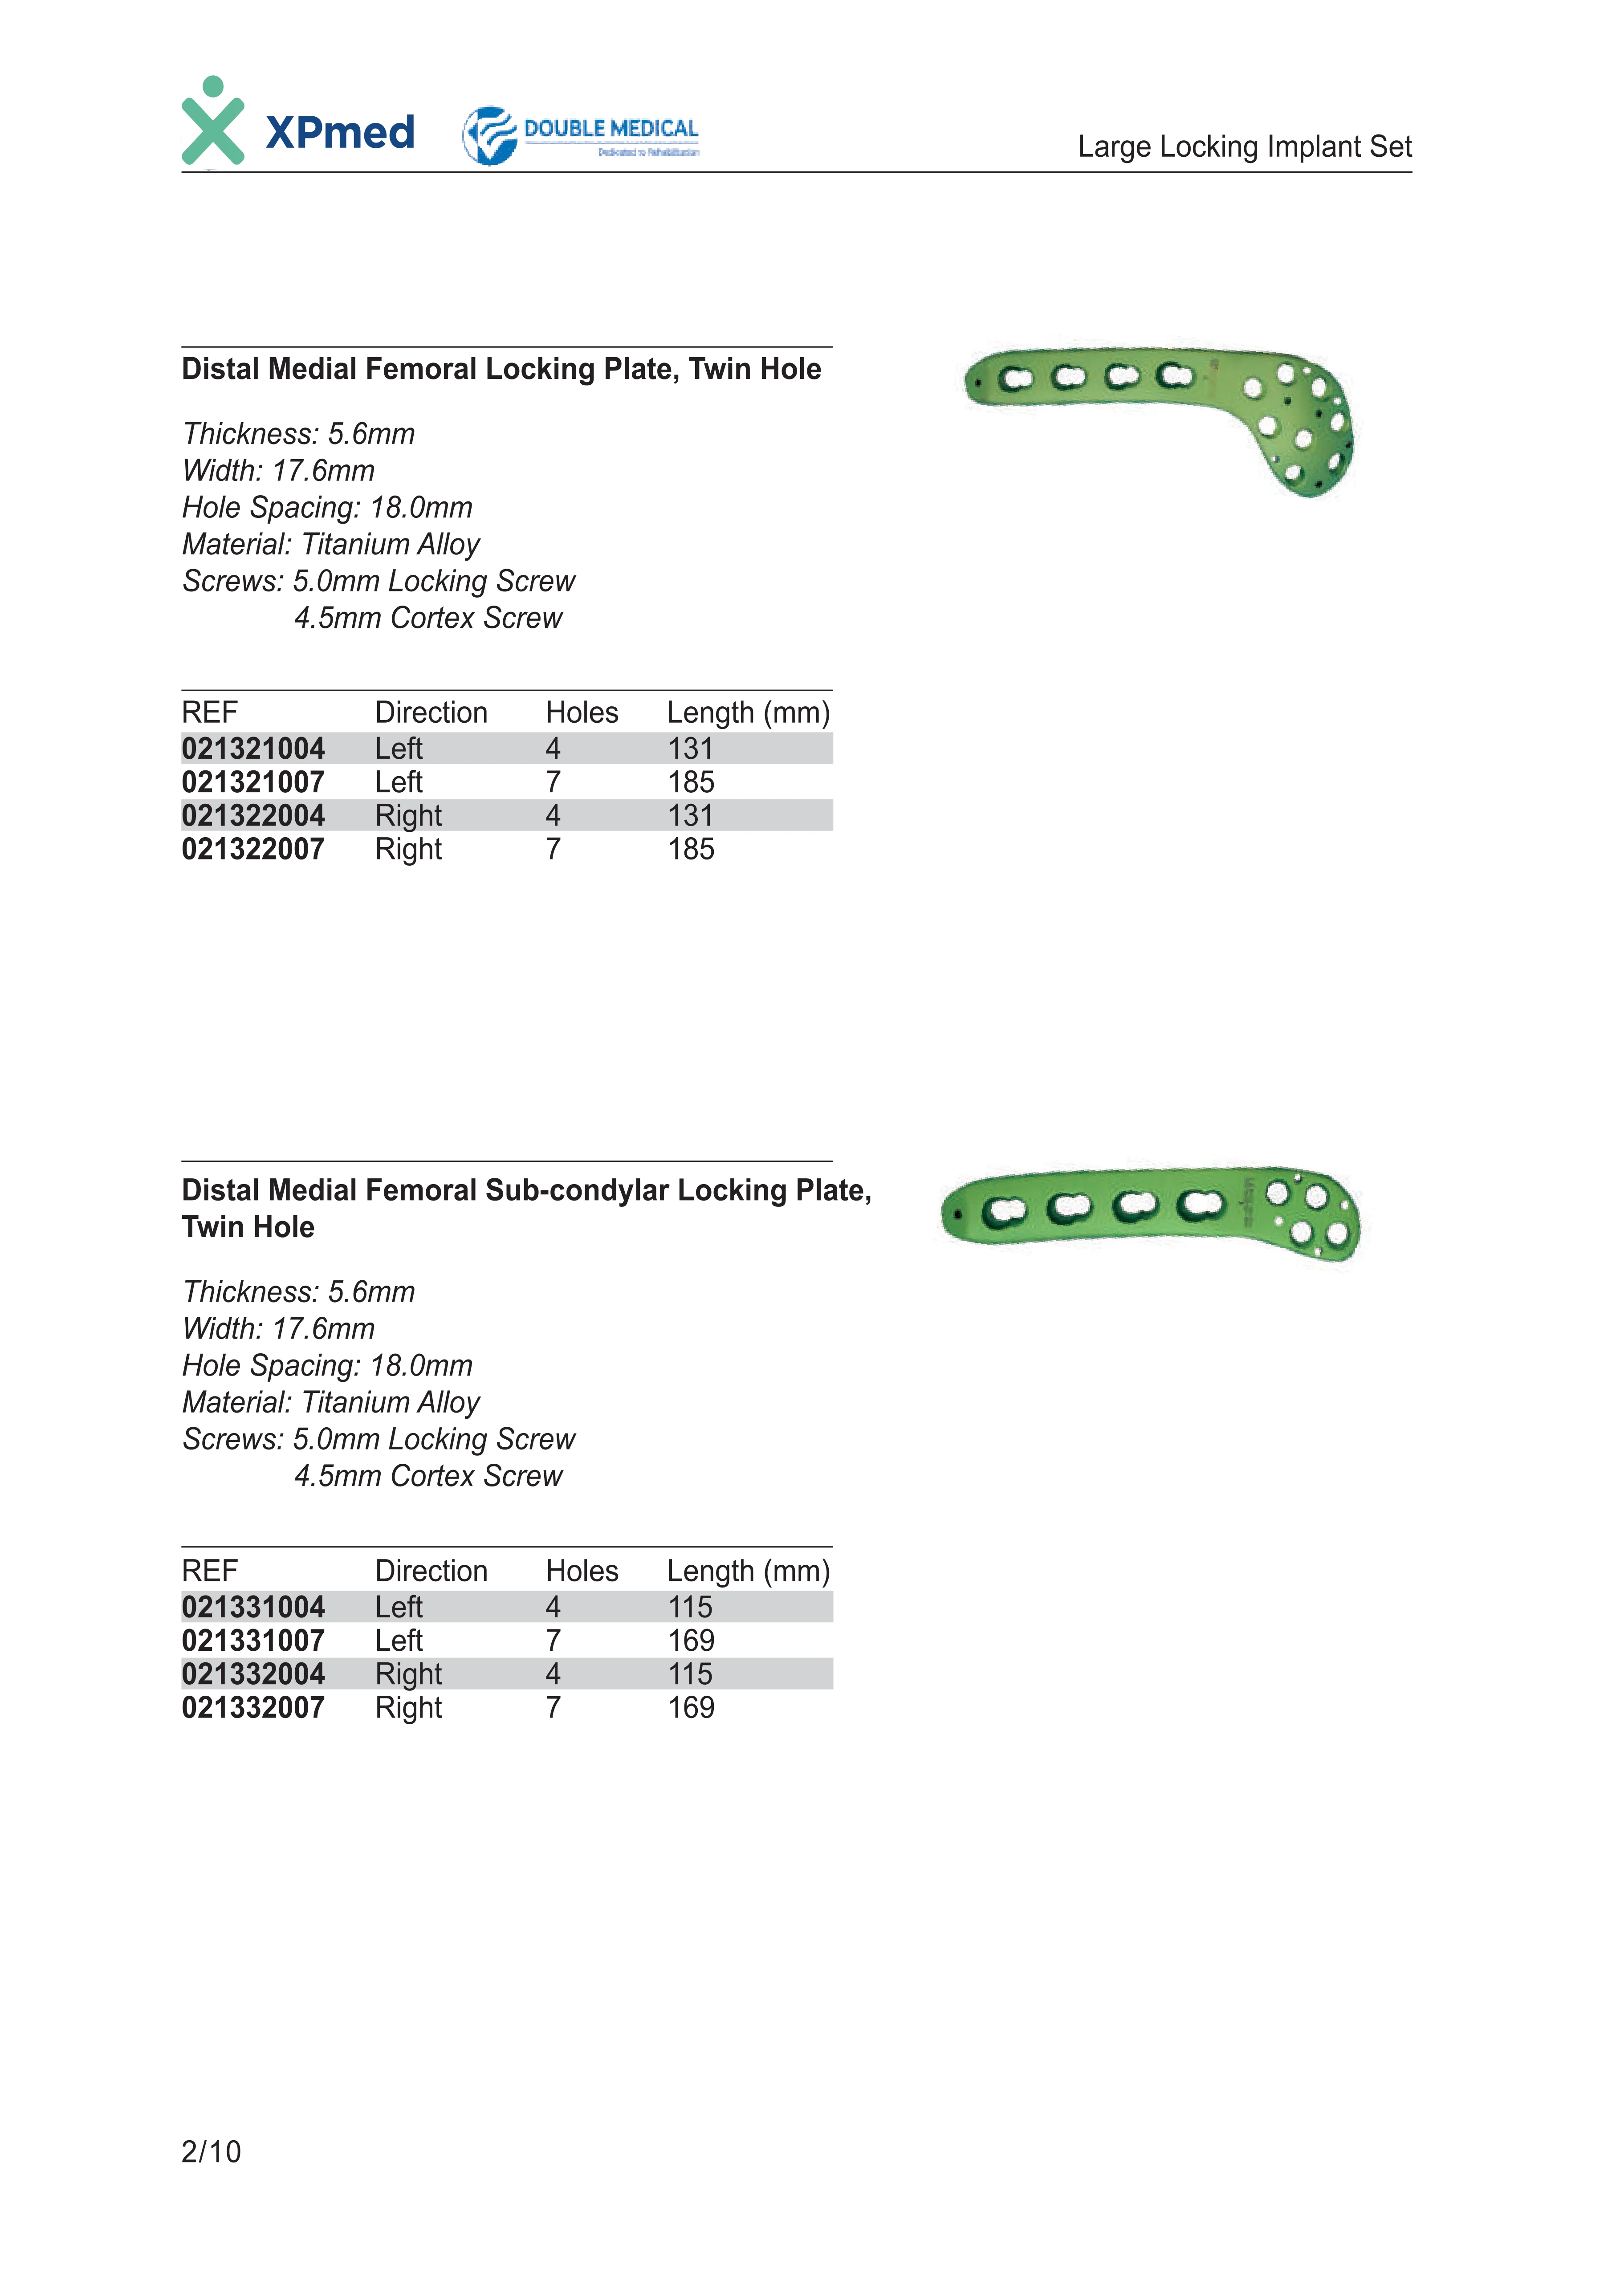 XPmed
DOUBLE MEDICAL
Dedicated to Rehabilitation
Large Locking Implant Set
Distal Medial Femoral Locking Plate, Twin Hole
Thickness: 5.6mm
Width: 17.6mm
Hole Spacing: 18.0mm
Material: Titanium Alloy
Screws: 5.0mm Locking Screw
4.5mm Cortex Screw
REF Direction Holes Length (mm)
021321004 Left 4 131
021321007 Left 7 185
021322004 Right 4 131
021322007 Right 7 185
Distal Medial Femoral Sub-condylar Locking Plate,
Twin Hole
Thickness: 5.6mm
Width: 17.6mm
Hole Spacing: 18.0mm
Material: Titanium Alloy
Screws: 5.0mm Locking Screw
4.5mm Cortex Screw
REF Direction Holes Length (mm)
021331004 Left 4 115
021331007 Left 7 169
021332004 Right 4 115
021332007 Right 7 169
2/10